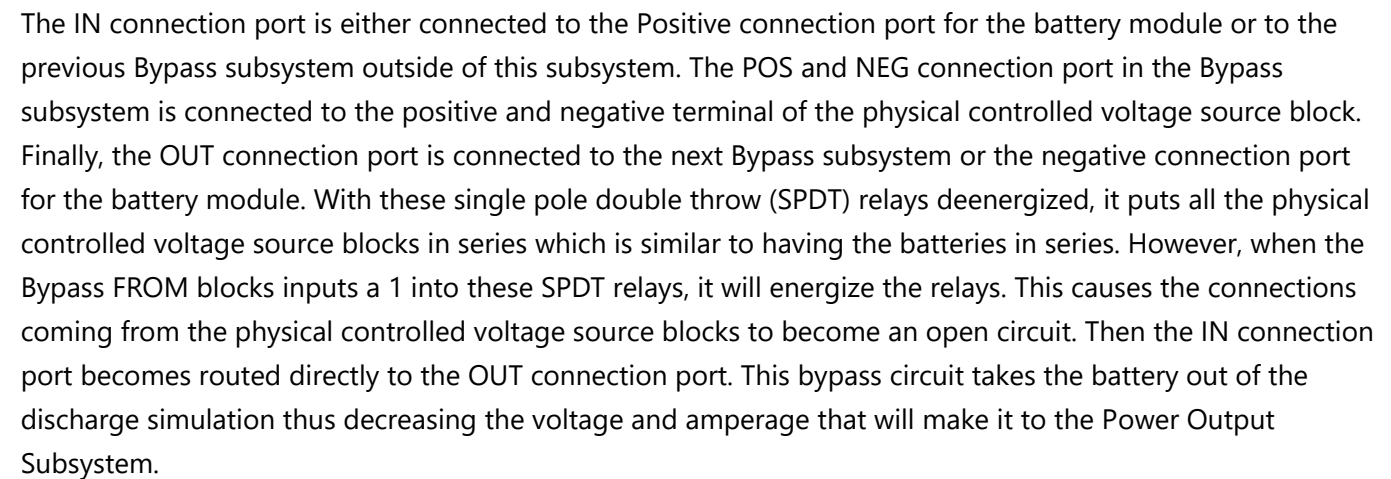 The IN connection port is either connected to the Positive connection port for the battery module or to the
previous Bypass subsystem outside of this subsystem. The POS and NEG connection port in the Bypass
subsystem is connected to the positive and negative terminal of the physical controlled voltage source block.
Finally, the OUT connection port is connected to the next Bypass subsystem or the negative connection port
for the battery module. With these single pole double throw (SPDT) relays deenergized, it puts all the physical
controlled voltage source blocks in series which is similar to having the batteries in series. However, when the
Bypass FROM blocks inputs a 1 into these SPDT relays, it will energize the relays. This causes the connections
coming from the physical controlled voltage source blocks to become an open circuit. Then the IN connection
port becomes routed directly to the OUT connection port. This bypass circuit takes the battery out of the
discharge simulation thus decreasing the voltage and amperage that will make it to the Power Output
Subsystem.